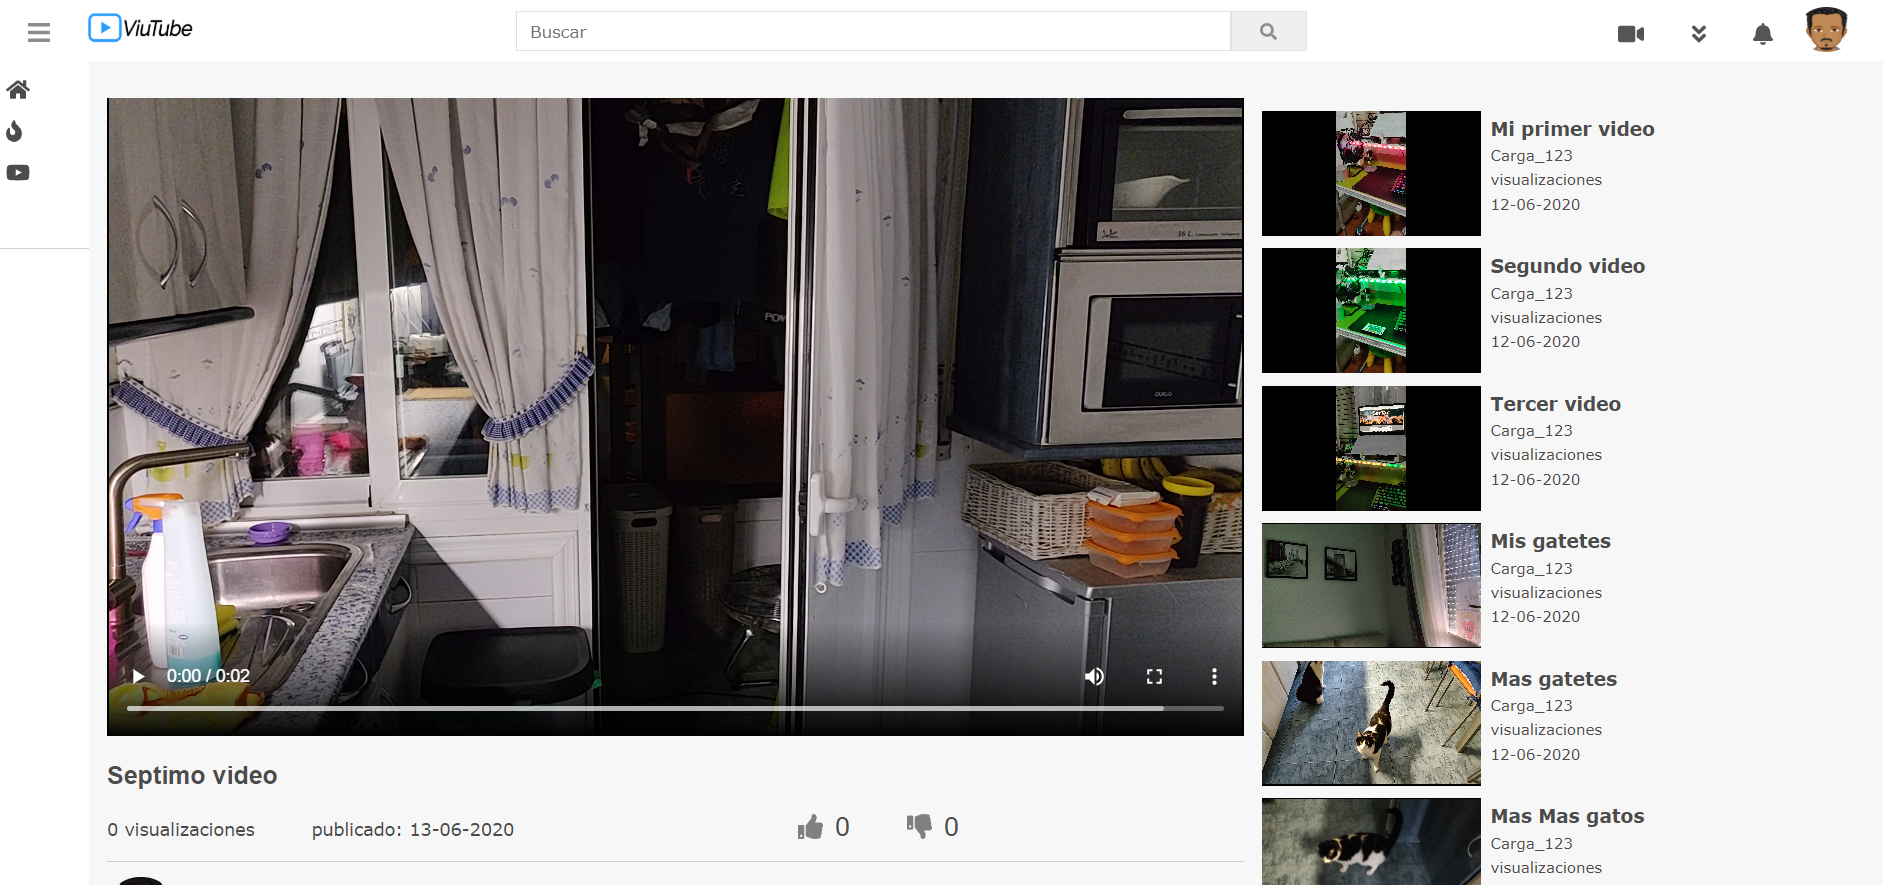 ViuTube
Buscar
36 L.
QUIGG
0:00 / 0:02
Septimo video
0 visualizaciones
publicado: 13-06-2020
0
0
Mi primer video
Carga_123
visualizaciones
12-06-2020
Segundo video
Carga_123
visualizaciones
12-06-2020
Tercer video
Carga_123
visualizaciones
12-06-2020
Mis gatetes
Carga_123
visualizaciones
12-06-2020
Mas gatetes
Carga_123
visualizaciones
12-06-2020
Mas Mas gatos
Carga_123
visualizaciones